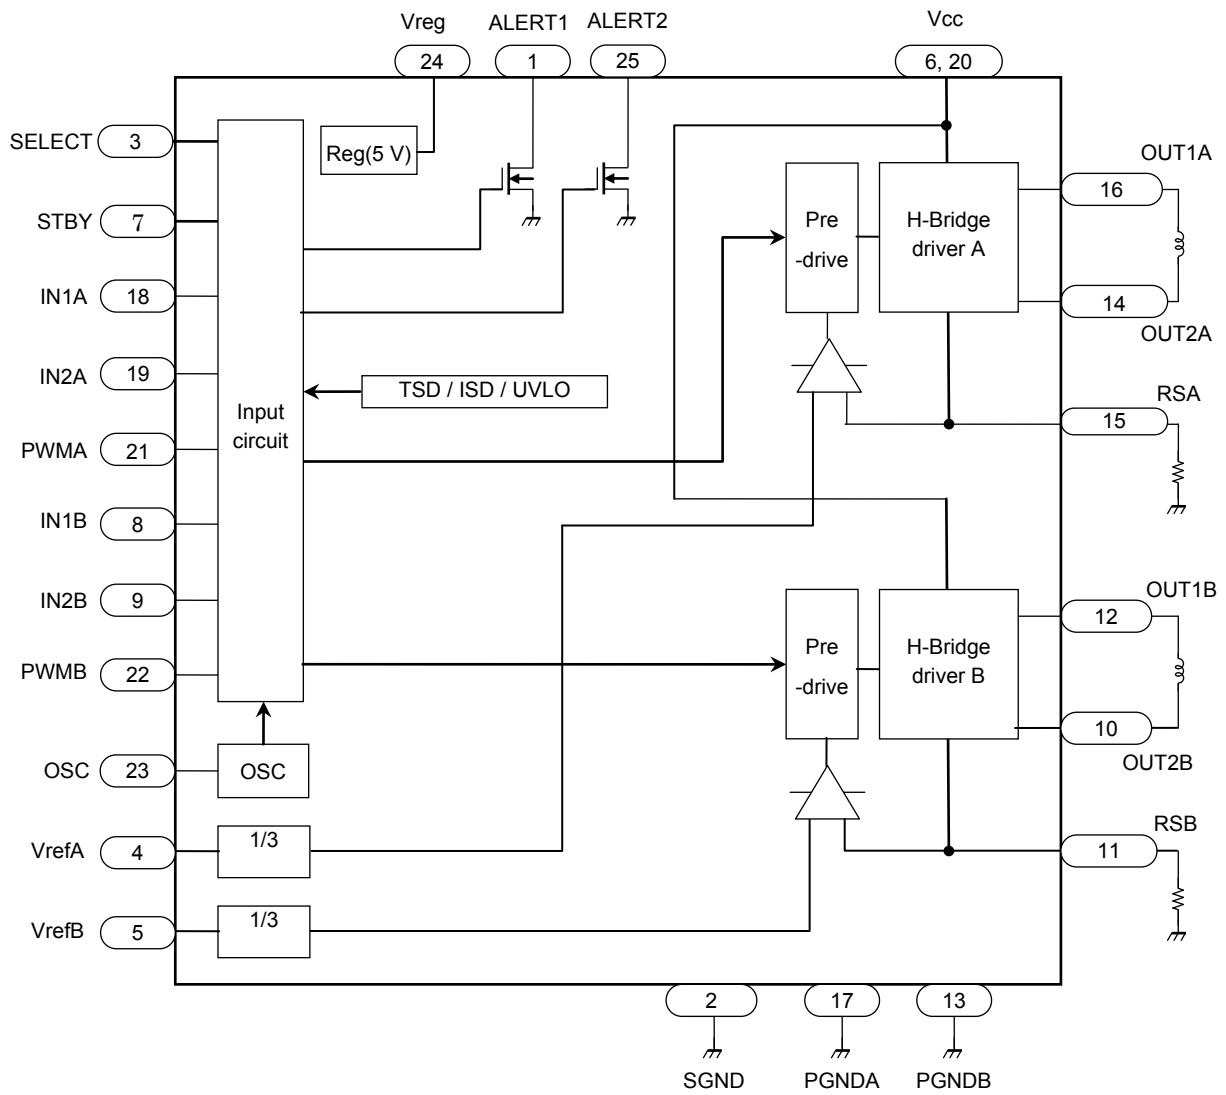 Vreg
ALERT1
ALERT2
Vcc
24
1
25
6, 20
SELECT
3
Reg(5 V)
OUT1A
16
STBY
7
Pre
-drive
H-Bridge
driver A
IN1A
18
14
OUT2A
IN2A
19
TSD / ISD / UVLO
RSA
15
Input
circuit
PWMA
21
IN1B
8
IN2B
9
OUT1B
12
PWMB
22
Pre
-drive
H-Bridge
driver B
10
OUT2B
OSC
23
OSC
VrefA
4
1/3
RSB
11
VrefB
5
1/3
2
17
13
SGND
PGNDA
PGNDB